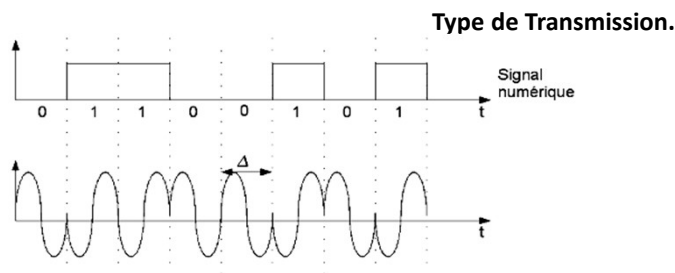 Type de Transmission.
Signal
numérique
0 1 1 0 0 1 0 1 t
Δ
t